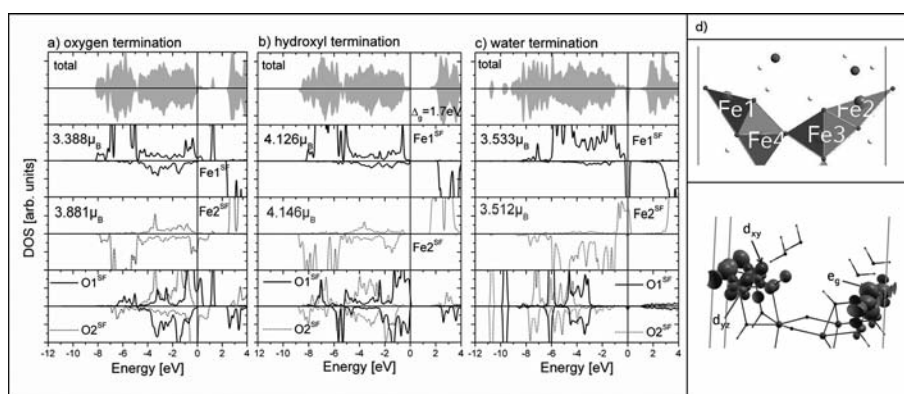 a) oxygen termination
b) hydroxyl termination
c) water termination
d)
total
total
total
Δg=1.7eV
3.388μB
Fe1SF
4.126μB
Fe1SF
3.533μB
Fe1SF
3.881μB
Fe2SF
4.146μB
Fe2SF
3.512μB
Fe2SF
O1SF
O2SF
O1SF
O2SF
O1SF
O2SF
DOS [arb. units]
-12 -10 -8 -6 -4 -2 0 2 4
-12 -10 -8 -6 -4 -2 0 2 4
-12 -10 -8 -6 -4 -2 0 2 4
Energy [eV]
Energy [eV]
Energy [eV]
Fe1
Fe2
Fe4
Fe3
dxy
eg
dyz